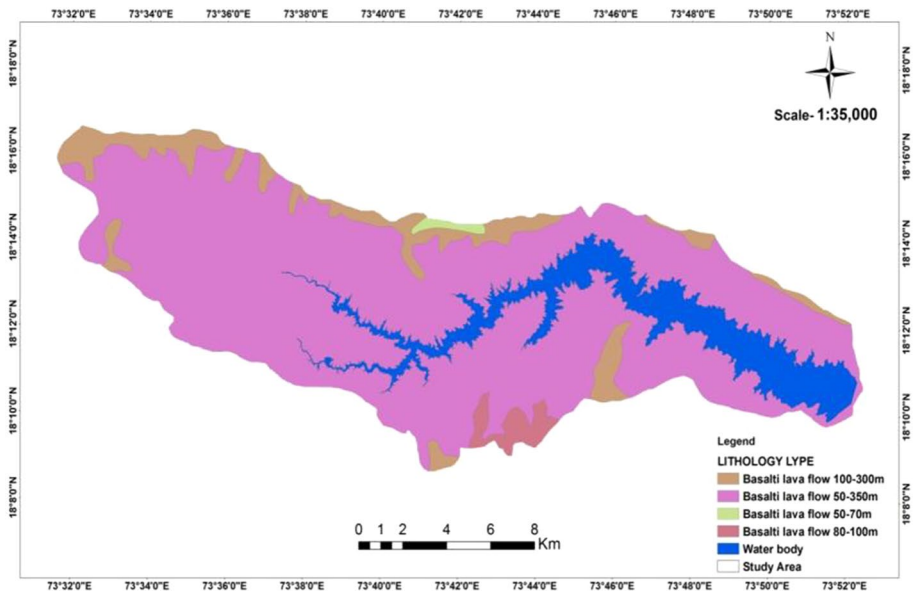 73°32'0"E 73°34'0"E 73°36'0"E 73°38'0"E 73°40'0"E 73°42'0"E 73°44'0"E 73°46'0"E 73°48'0"E 73°50'0"E 73°52'0"E
N
Scale- 1:35,000
18°18'0"N 18°18'0"N
18°16'0"N 18°16'0"N
18°14'0"N 18°14'0"N
18°12'0"N 18°12'0"N
18°10'0"N 18°10'0"N
18°8'0"N 18°8'0"N
Legend
LITHOLOGY LYPE
Basalti lava flow 100-300m
Basalti lava flow 50-350m
Basalti lava flow 50-70m
Basalti lava flow 80-100m
Water body
Study Area
0 1 2 4 6 8
Km
73°32'0"E 73°34'0"E 73°36'0"E 73°38'0"E 73°40'0"E 73°42'0"E 73°44'0"E 73°46'0"E 73°48'0"E 73°50'0"E 73°52'0"E